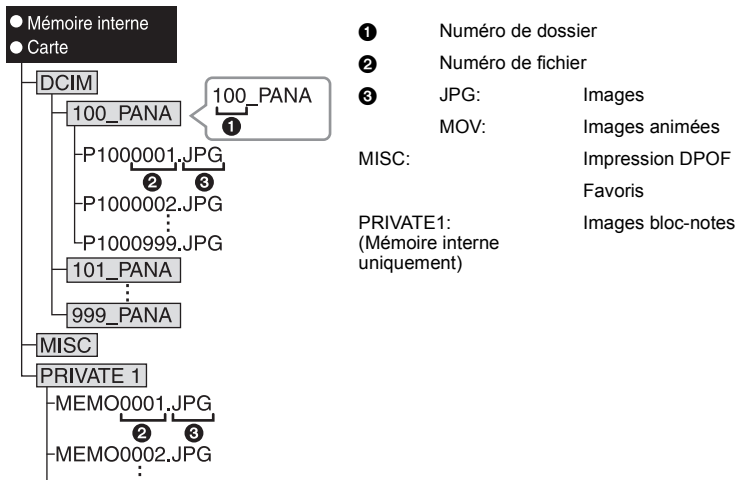 ● Mémoire interne
● Carte
DCIM
100_PANA
100_PANA
❶
P1000001.JPG
❷ ❸
P1000002.JPG
P1000999.JPG
101_PANA
999_PANA
MISC
PRIVATE 1
MEMO0001.JPG
❷ ❸
MEMO0002.JPG
❶ Numéro de dossier
❷ Numéro de fichier
❸ JPG: Images
MOV: Images animées
MISC: Impression DPOF
Favoris
PRIVATE1: Images bloc-notes
(Mémoire interne
uniquement)